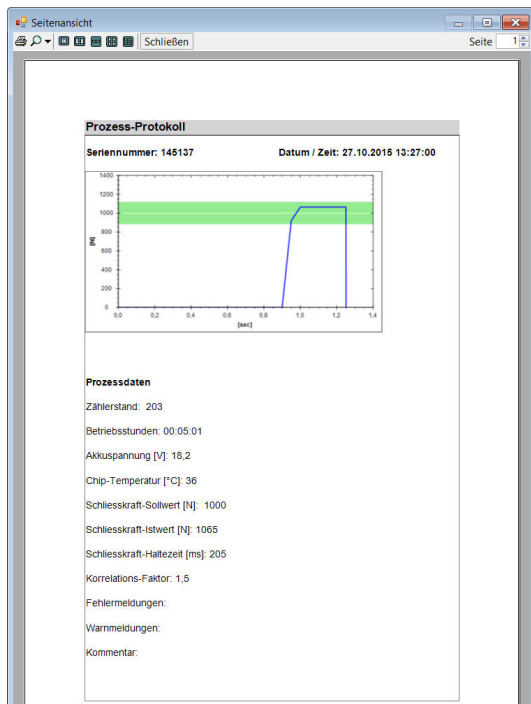 Seitenansicht
Schließen
Seite 1
Prozess-Protokoll
Seriennummer: 145137 Datum / Zeit: 27.10.2015 13:27:00
1400
1200
1000
800
600
400
200
0
[N]
0,0 0,2 0,4 0,6 0,8 1,0 1,2 1,4
[sec]
Prozessdaten
Zählerstand: 203
Betriebsstunden: 00:05:01
Akkuspannung [V]: 18,2
Chip-Temperatur [°C]: 36
Schliesskraft-Sollwert [N]: 1000
Schliesskraft-Istwert [N]: 1065
Schliesskraft-Haltezeit [ms]: 205
Korrelations-Faktor: 1,5
Fehlermeldungen:
Warnmeldungen:
Kommentar: